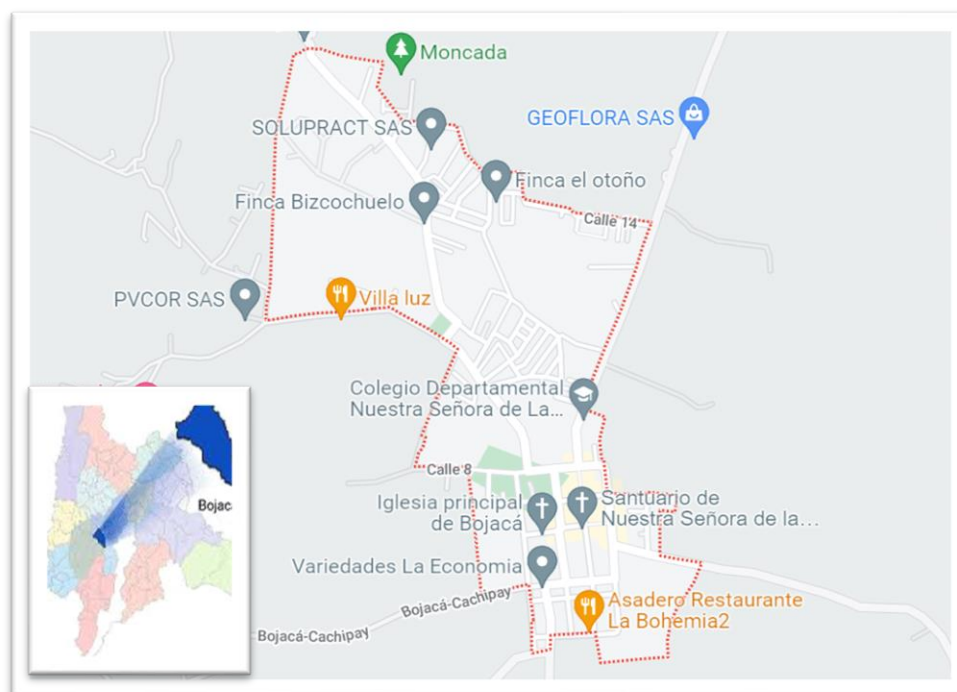 Moncada
SOLUPRACT SAS
GEOFLORA SAS
Finca el otoño
Finca Bizcochuelo
Calle 14
PVCOR SAS
Villa luz
Colegio Departamental
Nuestra Señora de La...
Calle 8
Iglesia principal
de Bojacá
Santuario de
Nuestra Señora de la...
Variedades La Economia
Bojacá-Cachipay
Asadero Restaurante
La Bohemia2
Bojacá-Cachipay
Bojac